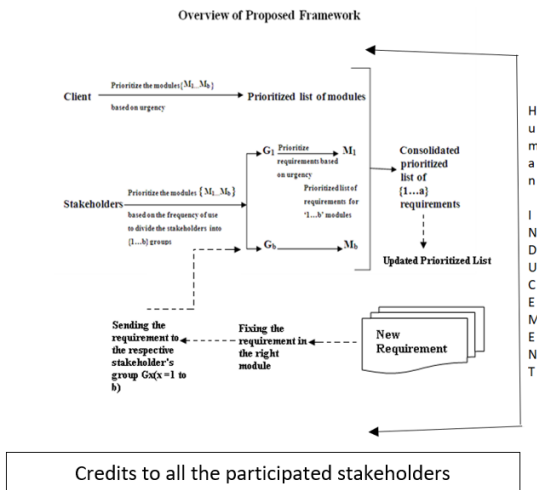 Overview of Proposed Framework
Client
Prioritize the modules{M1...Mb}
based on urgency
Prioritized list of modules
Stakeholders
Prioritize the modules {M1...Mb}
based on the frequency of use
to divide the stakeholders into
{1...b} groups
G1
Prioritize
requirements based
on urgency
M1
Prioritized list of
requirements for
'1...b' modules
Gb
Mb
Consolidated
prioritized
list of
{1...a}
requirements
Updated Prioritized List
New
Requirement
Fixing the
requirement in
the right
module
Sending the
requirement to
the respective
stakeholder's
group Gx(x =1 to
b)
Human INDUCEMENT
Credits to all the participated stakeholders